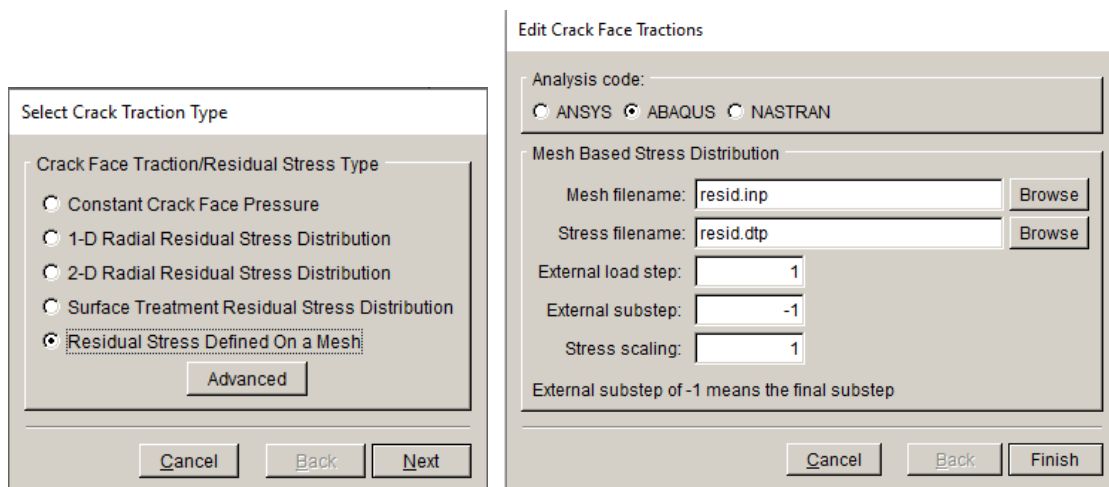 Select Crack Traction Type
Crack Face Traction/Residual Stress Type
Constant Crack Face Pressure
1-D Radial Residual Stress Distribution
2-D Radial Residual Stress Distribution
Surface Treatment Residual Stress Distribution
Residual Stress Defined On a Mesh
Advanced
Cancel Back Next
Edit Crack Face Tractions
Analysis code:
ANSYS ABAQUS NASTRAN
Mesh Based Stress Distribution
Mesh filename: resid.inp Browse
Stress filename: resid.dtp Browse
External load step: 1
External substep: -1
Stress scaling: 1
External substep of -1 means the final substep
Cancel Back Finish